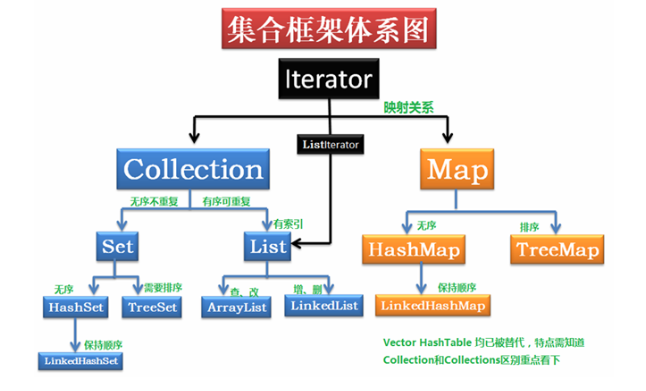 集合框架体系图
Iterator
映射关系
ListIterator
Collection
Map
无序不重复
有序可重复
有索引
无序
排序
Set
List
HashMap
TreeMap
无序
需要排序
查、改
增、删
保持顺序
HashSet
TreeSet
ArrayList
LinkedList
LinkedHashMap
保持顺序
LinkedHashSet
Vector HashTable 均已被替代，特点需知道
Collection和Collections区别重点看下